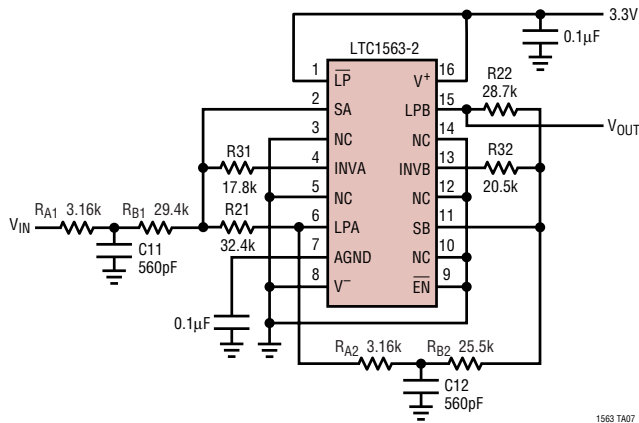 3.3V
0.1µF
LTC1563-2
1 LP 16 V+
2 SA 15 LPB
3 NC 14 NC
4 INVA 13 INVB
5 NC 12 NC
6 LPA 11 SB
7 AGND 10 NC
8 V− 9 EN
R22
28.7k
VOUT
R31
17.8k
R32
20.5k
VIN RA1 3.16k RB1 29.4k R21
32.4k
C11
560pF
0.1µF
RA2 3.16k RB2 25.5k
C12
560pF
1563 TA07